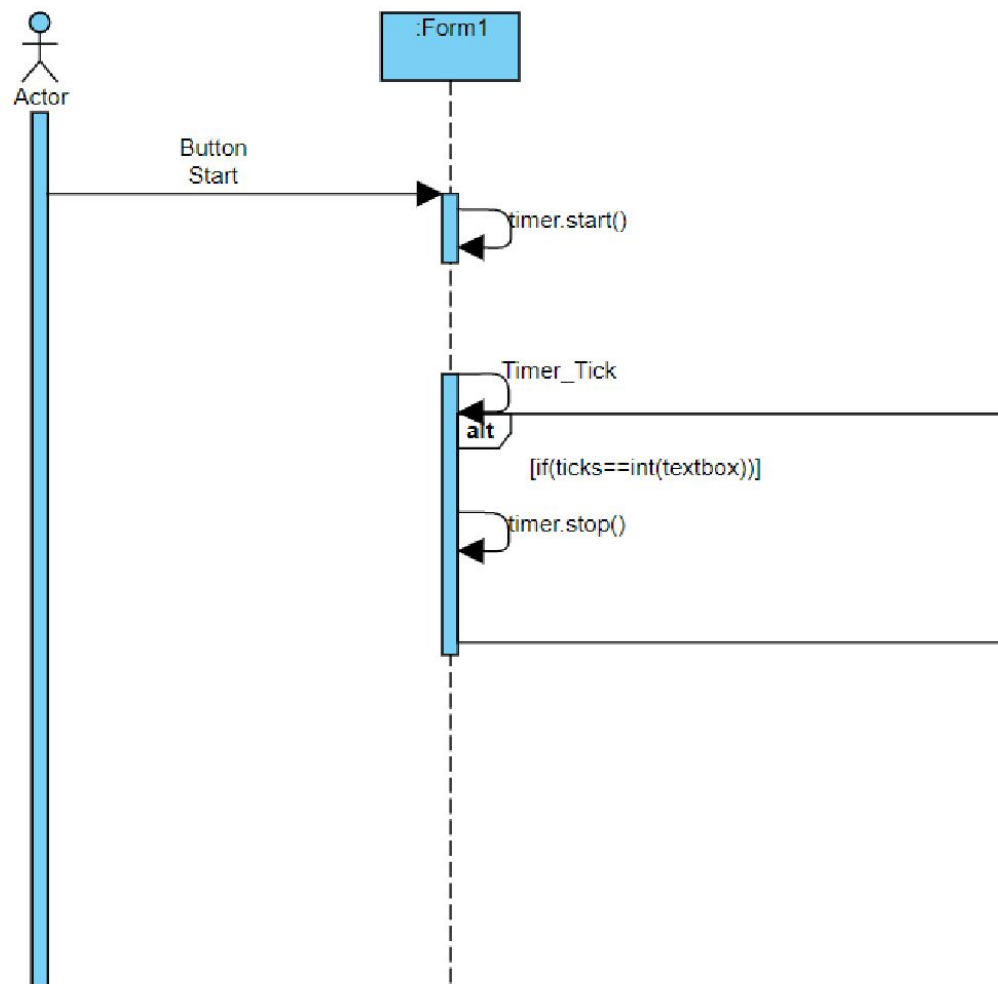 :Form1
Actor
Button
Start
timer.start()
Timer_Tick
alt
[if(ticks==int(textbox))]
timer.stop()